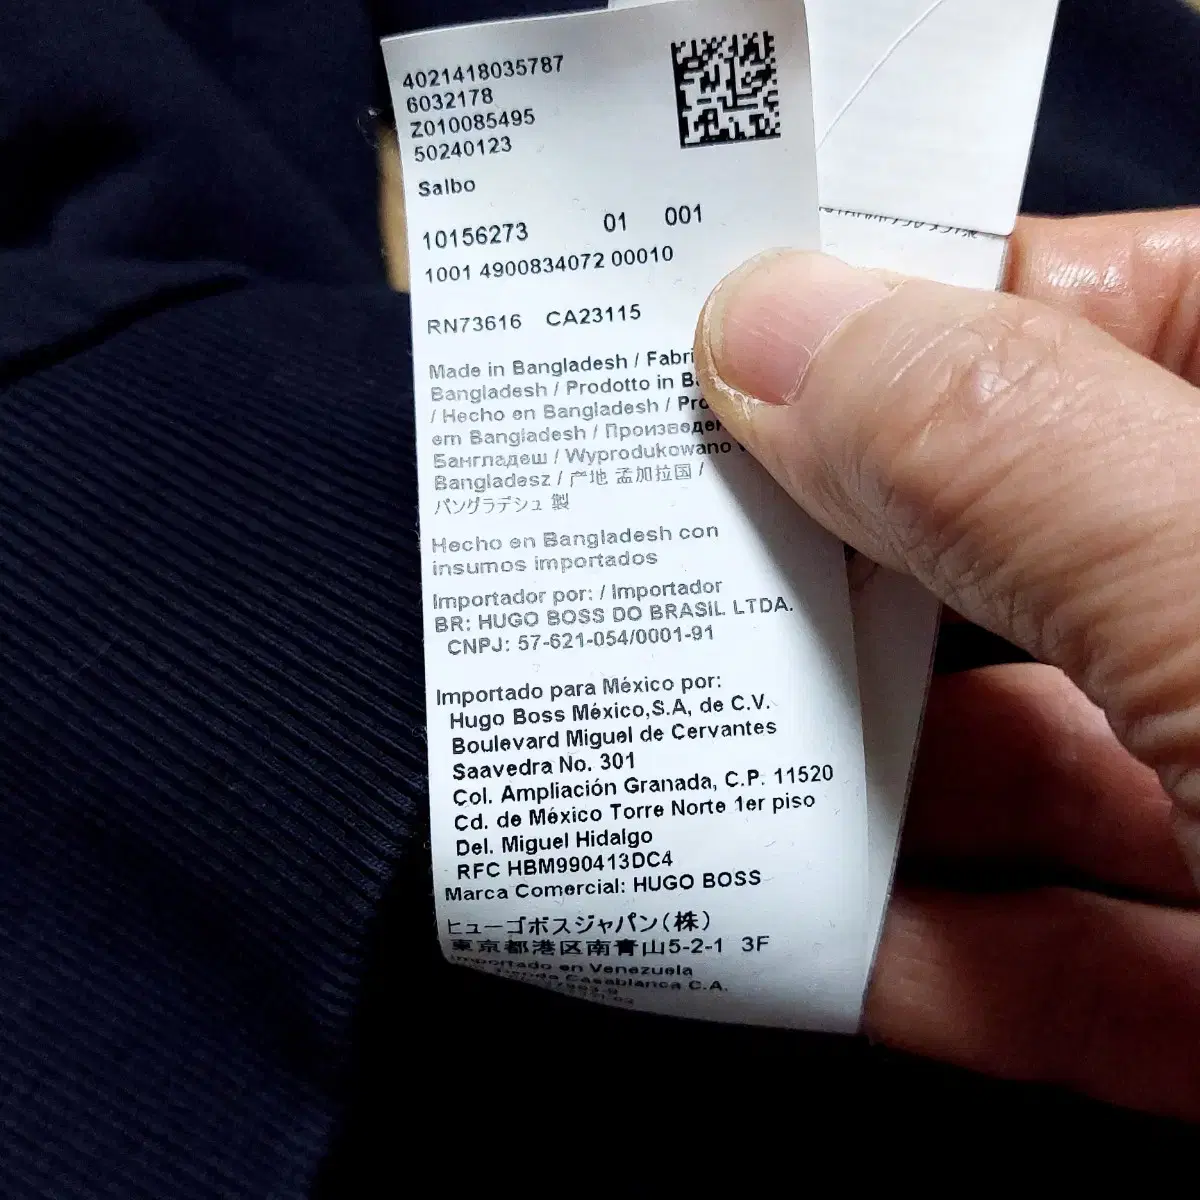 4021418035787
6032178
Z010085495
50240123
Salbo
10156273 01 001
1001 4900834072 00010
RN73616 CA23115
Made in Bangladesh /
Bangladesh / Prodotto in
/ Hecho en Bangladesh /
em Bangladesh /
Бангладеш / Wyprodukowano
Bangladesz / 产地 孟加拉国 /
バングラデシュ 製
Hecho en Bangladesh con
insumos importados
Importador por: / Importador
BR: HUGO BOSS DO BRASIL LTDA.
CNPJ: 57-621-054/0001-91
Importado para México por:
Hugo Boss México,S.A, de C.V.
Boulevard Miguel de Cervantes
Saavedra No. 301
Col. Ampliación Granada, C.P. 11520
Cd. de México Torre Norte 1er piso
Del. Miguel Hidalgo
RFC HBM990413DC4
Marca Comercial: HUGO BOSS
ヒューゴボスジャパン(株)
東京都港区南青山5-2-1 3F
Importado en Venezuela
Tienda Casablanca C.A.